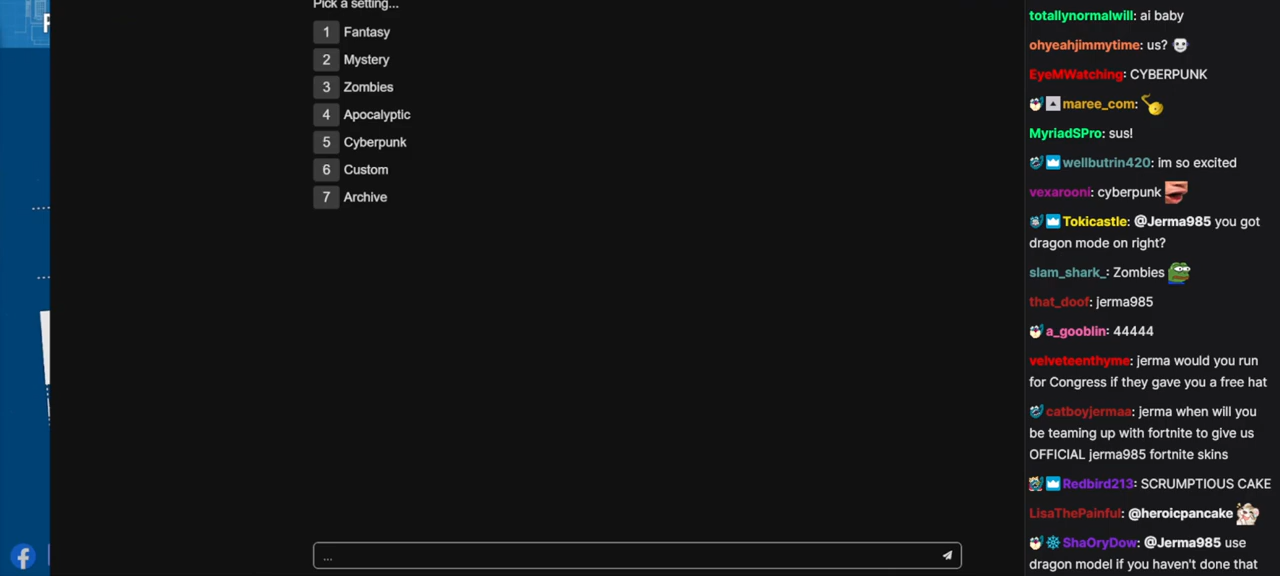 Pick a setting...
1 Fantasy
2 Mystery
3 Zombies
4 Apocalyptic
5 Cyberpunk
6 Custom
7 Archive
...
totallynormalwill: ai baby
ohyeahjimmytime: us?
EyeMWatching: CYBERPUNK
maree_com:
MyriadSPro: sus!
wellbutrin420: im so excited
vexarooni: cyberpunk
Tokicastle: @Jerma985 you got
dragon mode on right?
slam_shark_: Zombies
that_doof: jerma985
a_gooblin: 44444
velveteenthyme: jerma would you run
for Congress if they gave you a free hat
catboyjermaa: jerma when will you
be teaming up with fortnite to give us
OFFICIAL jerma985 fortnite skins
Redbird213: SCRUMPTIOUS CAKE
LisaThePainful: @heroicpancake
ShaOryDow: @Jerma985 use
dragon model if you haven't done that